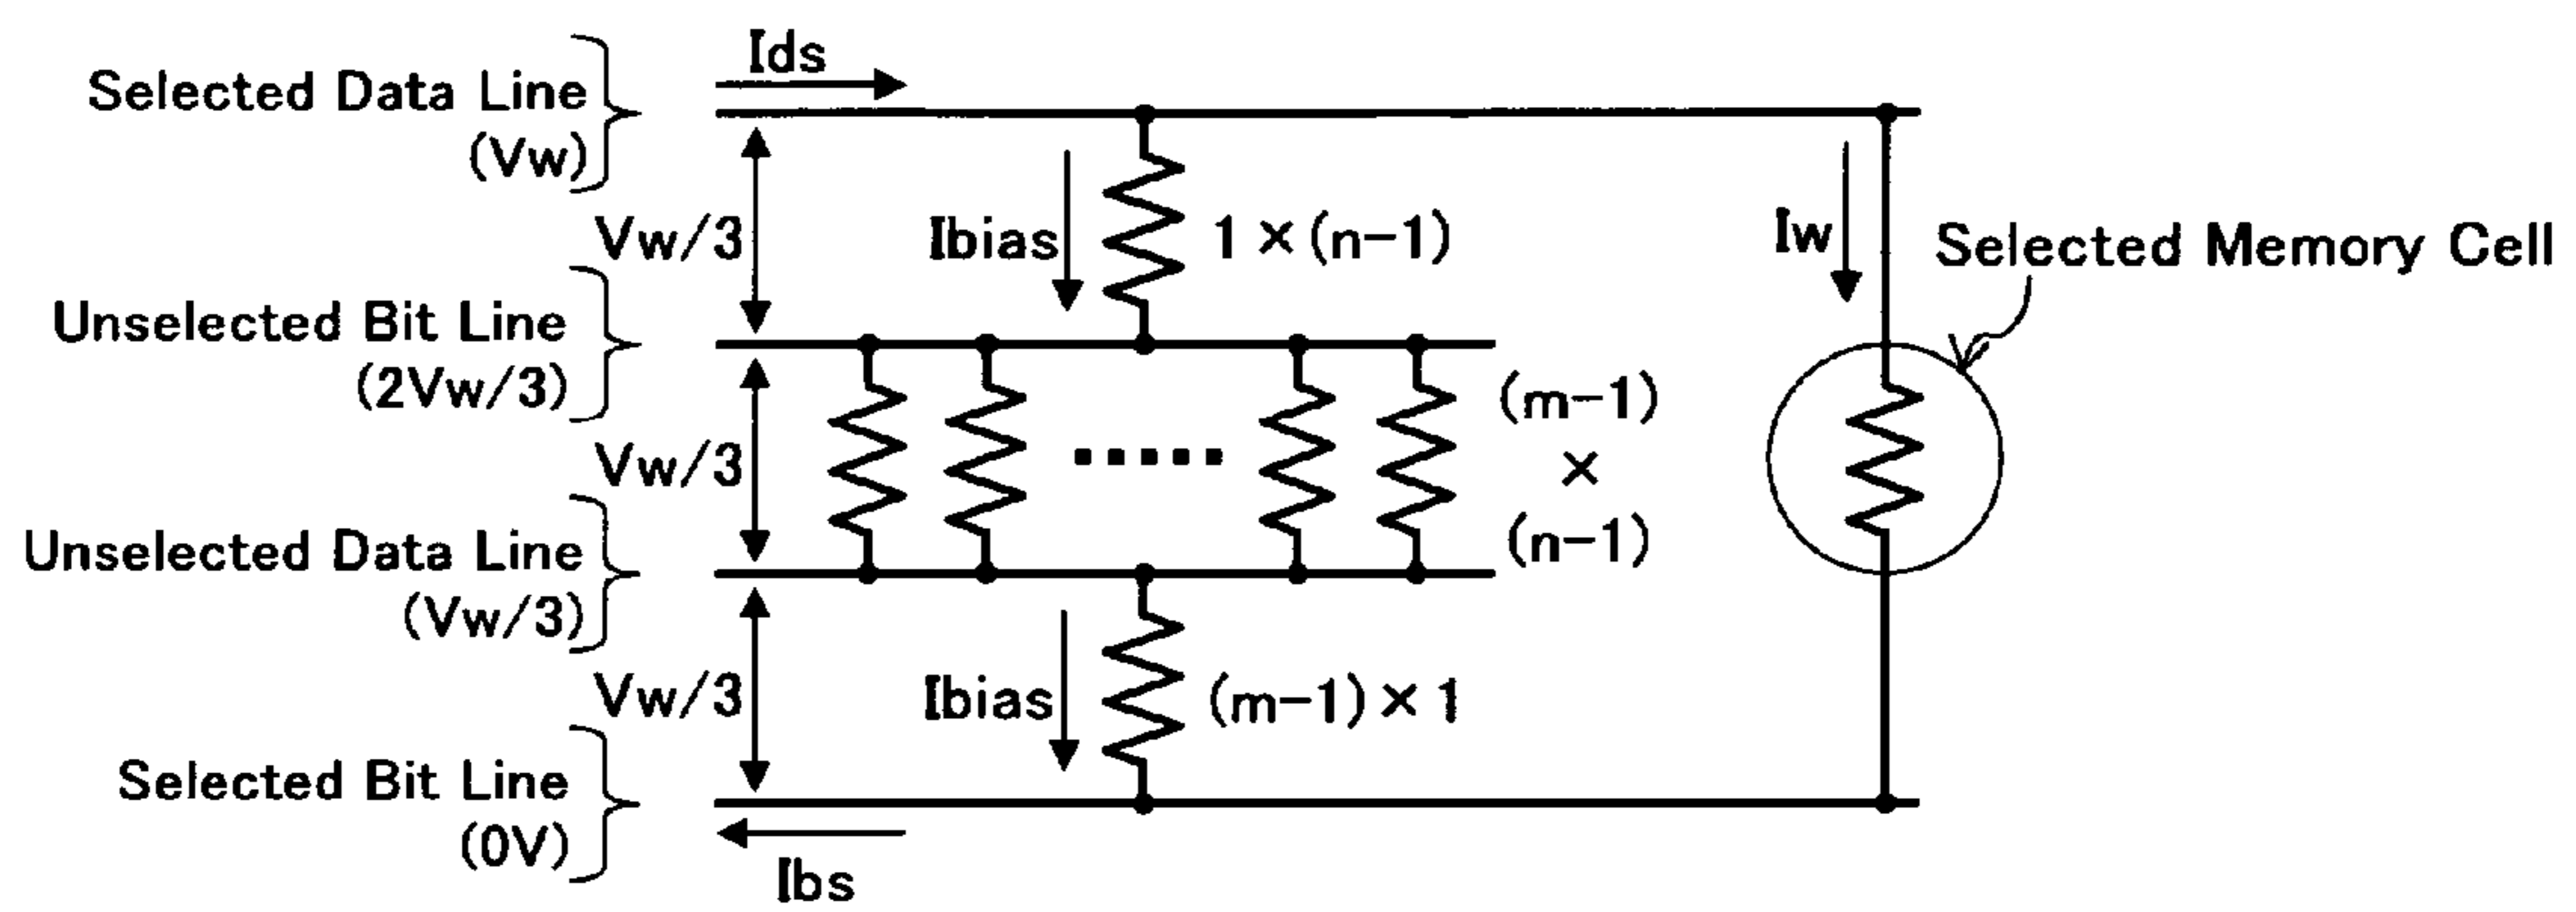 Ids
Selected Data Line
(Vw)
Vw/3
Ibias
1 × (n−1)
Iw
Selected Memory Cell
Unselected Bit Line
(2Vw/3)
Vw/3
(m−1)
×
(n−1)
Unselected Data Line
(Vw/3)
Vw/3
Ibias
(m−1) × 1
Selected Bit Line
(0V)
Ibs